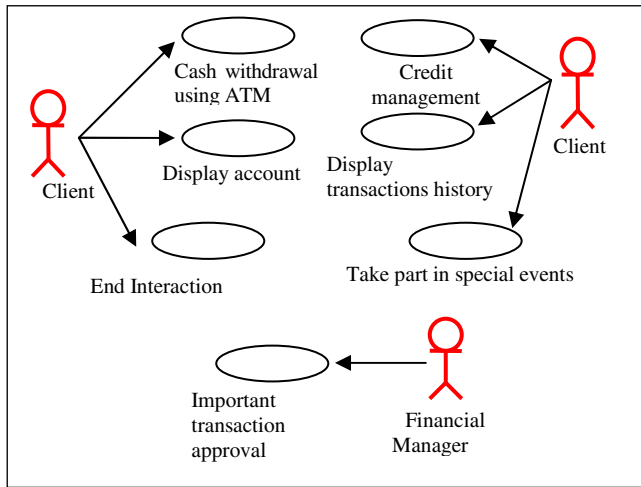 Cash withdrawal
using ATM
Credit
management
Client
Display account
Display
transactions history
Client
End Interaction
Take part in special events
Important
transaction
approval
Financial
Manager